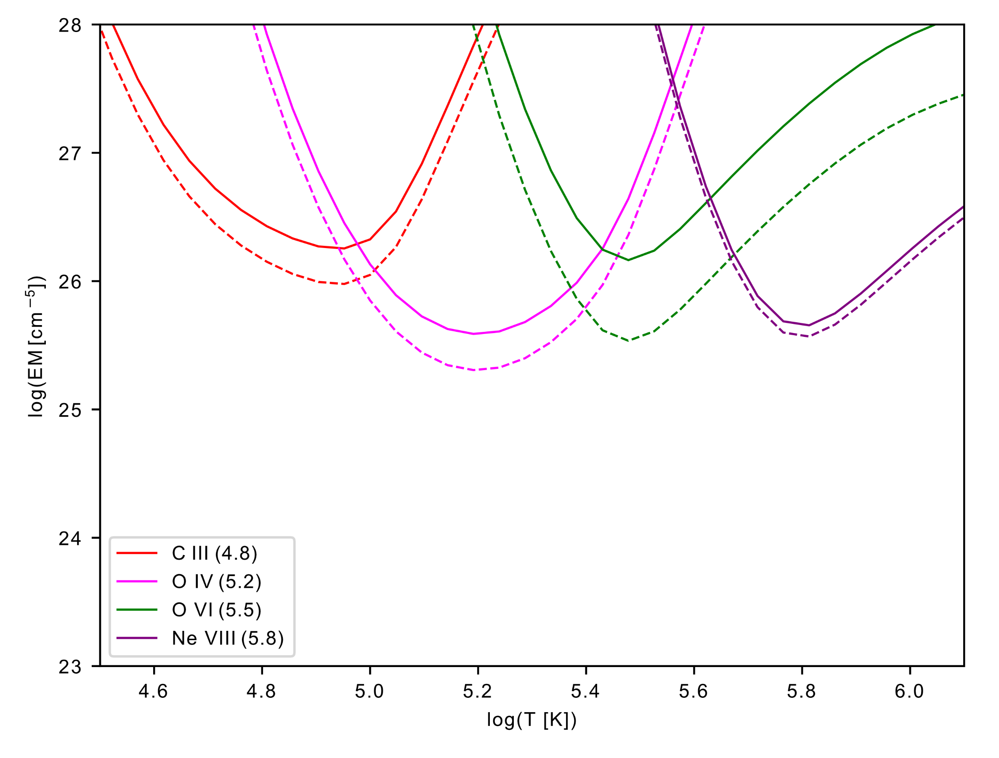 28
27
26
25
24
23
log(EM [cm⁻⁵])
C III (4.8)
O IV (5.2)
O VI (5.5)
Ne VIII (5.8)
4.6 4.8 5.0 5.2 5.4 5.6 5.8 6.0
log(T [K])